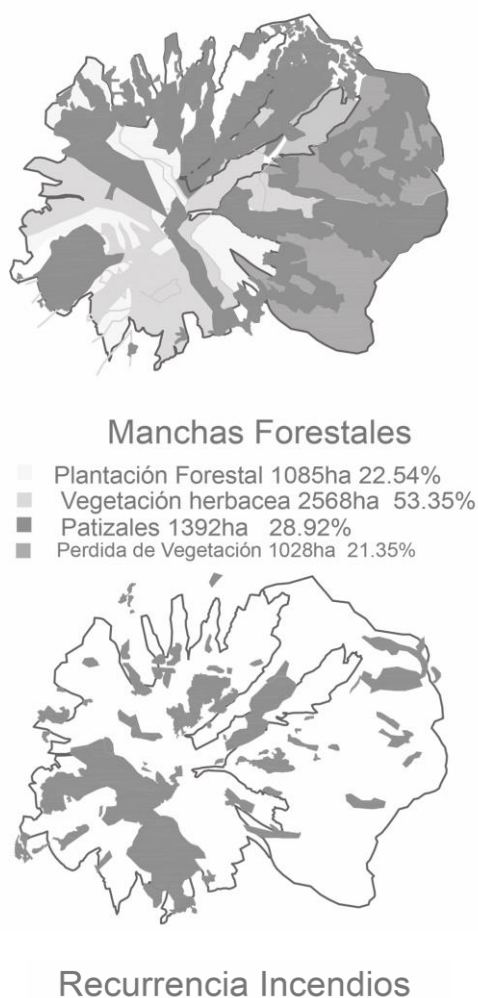 Manchas Forestales
Plantación Forestal 1085ha 22.54%
Vegetación herbacea 2568ha 53.35%
Patizales 1392ha 28.92%
Perdida de Vegetación 1028ha 21.35%
Recurrencia Incendios